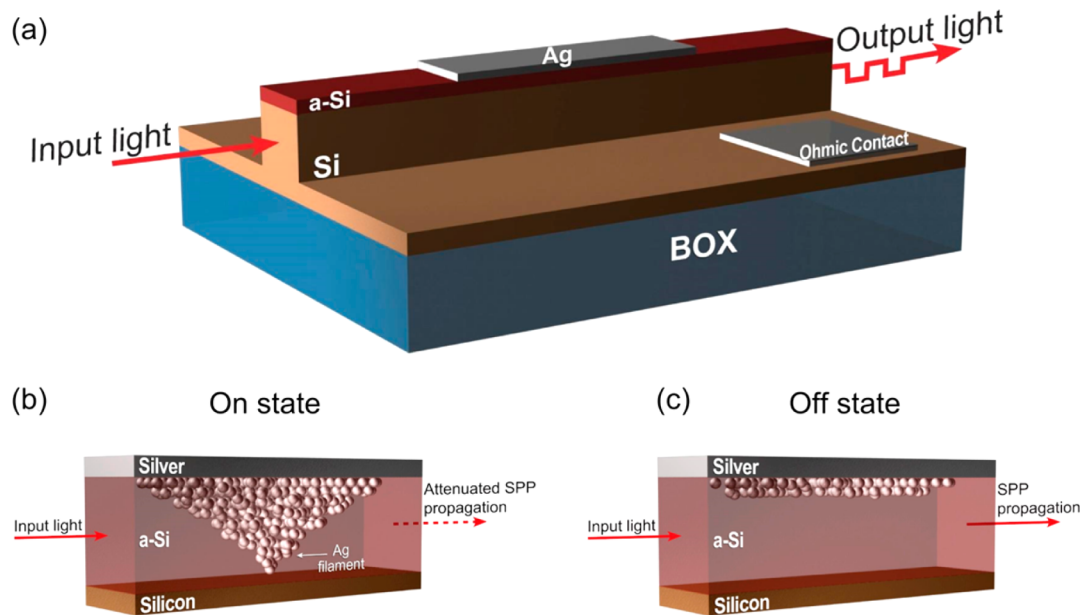 (a)
Ag
Output light
a-Si
Input light
Si
Ohmic Contact
BOX
(b)
On state
Silver
Attenuated SPP
propagation
Input light
a-Si
Ag
filament
Silicon
(c)
Off state
Silver
SPP
propagation
Input light
a-Si
Silicon